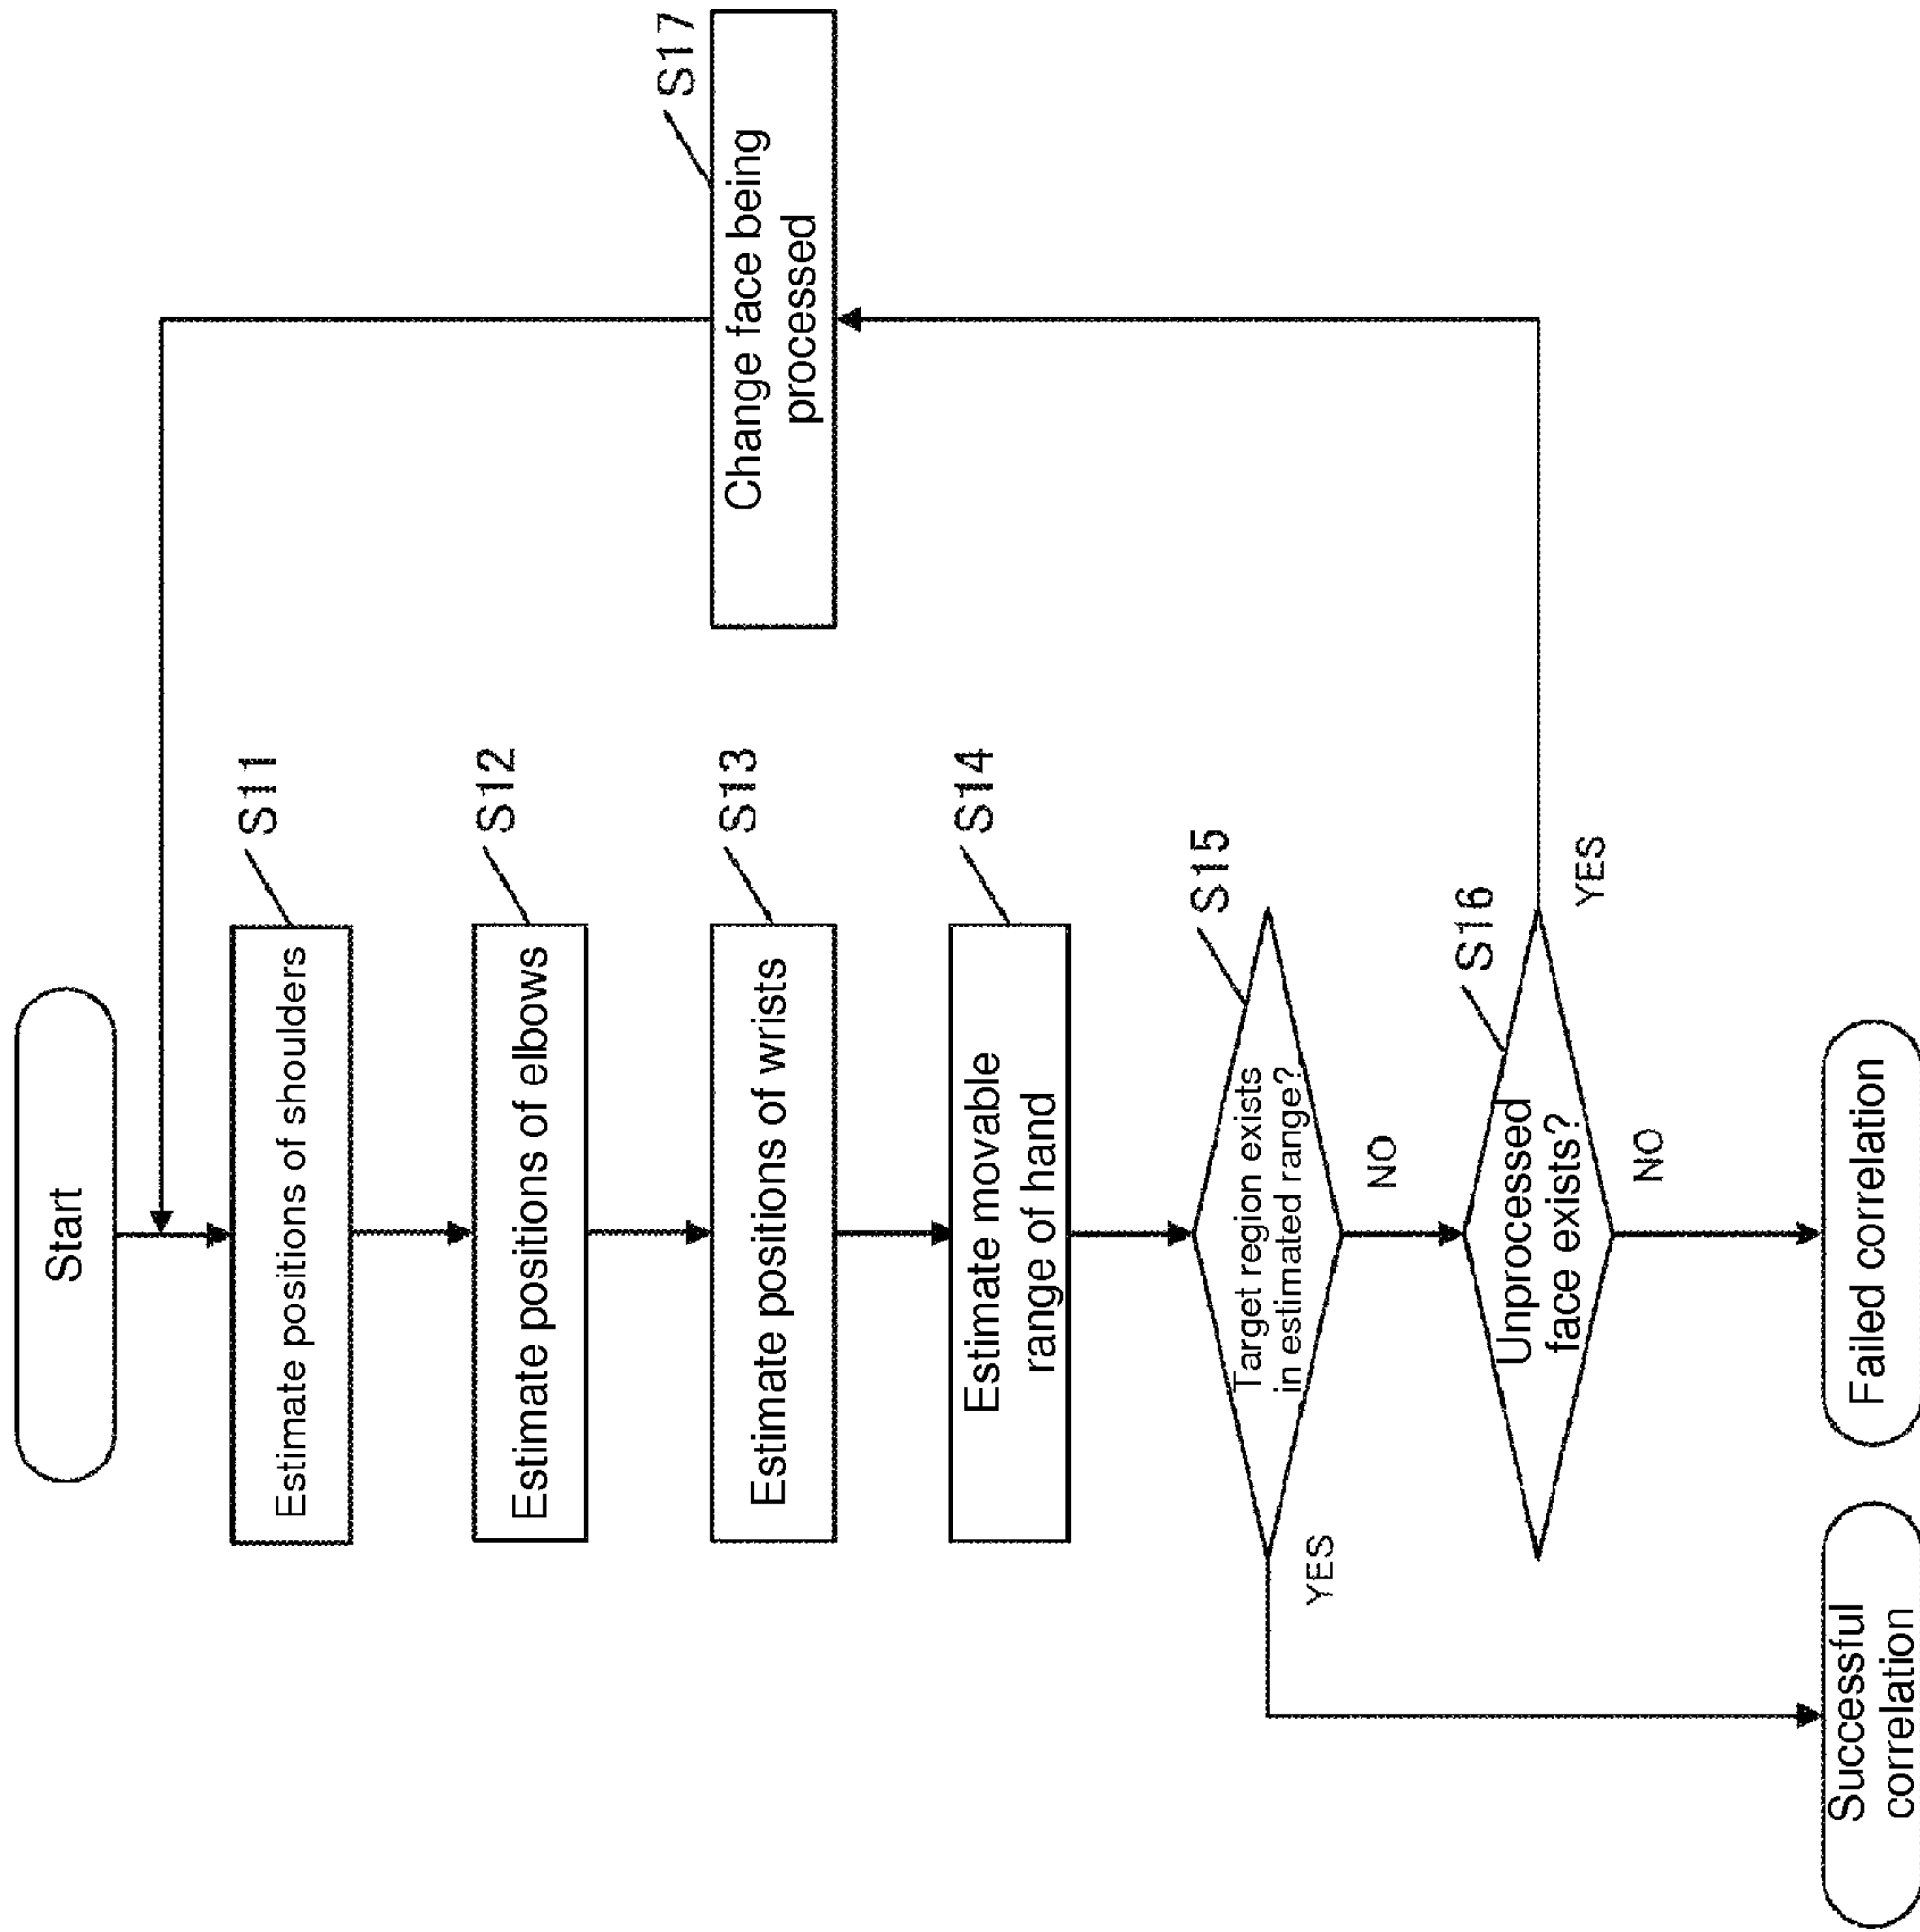 Start
S11
Estimate positions of shoulders
S12
Estimate positions of elbows
S13
Estimate positions of wrists
S17
Change face being
processed
S14
Estimate movable
range of hand
S15
Target region exists
in estimated range?
YES
NO
S16
Unprocessed
face exists?
YES
NO
Successful
correlation
Failed correlation